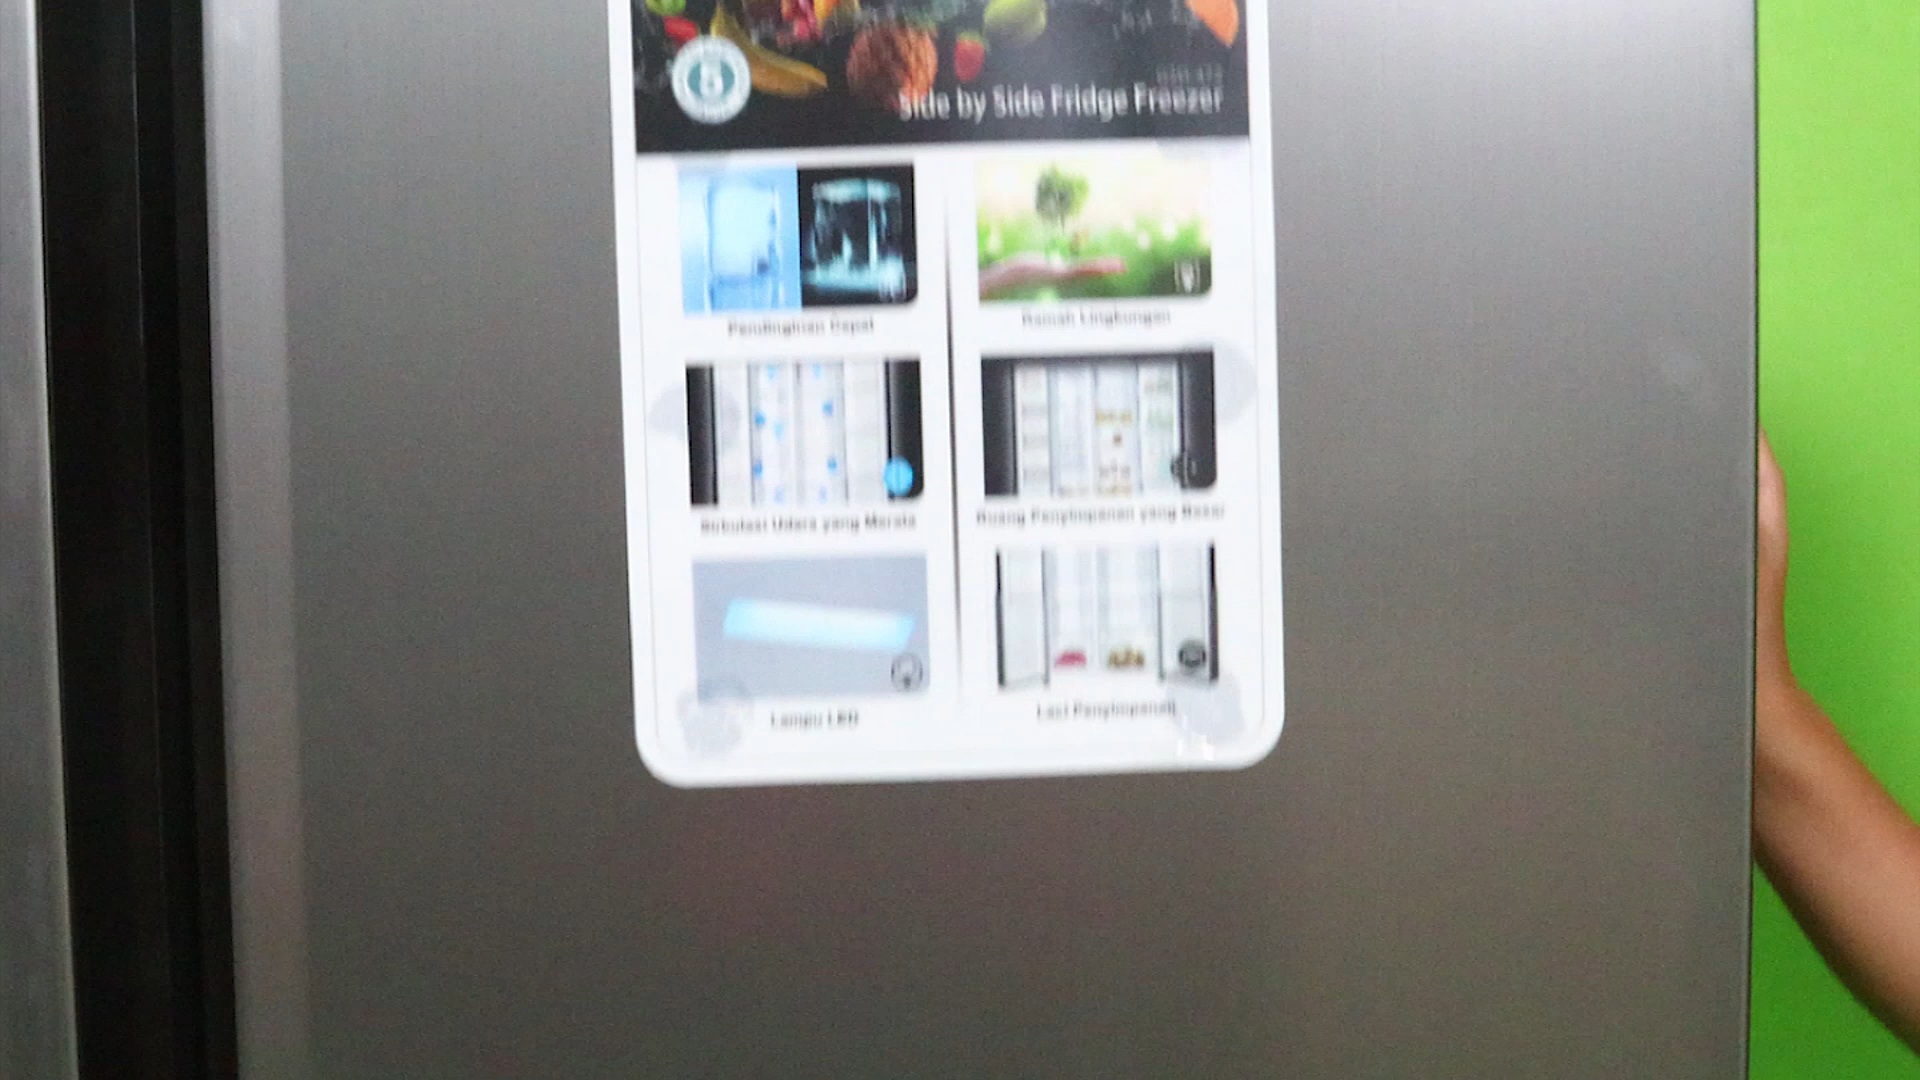 5
Side by Side Fridge Freezer
Pendinginan Cepat
Ramah Lingkungan
Sirkulasi Udara yang Merata
Ruang Penyimpanan yang Besar
Lampu LED
Laci Penyimpanan